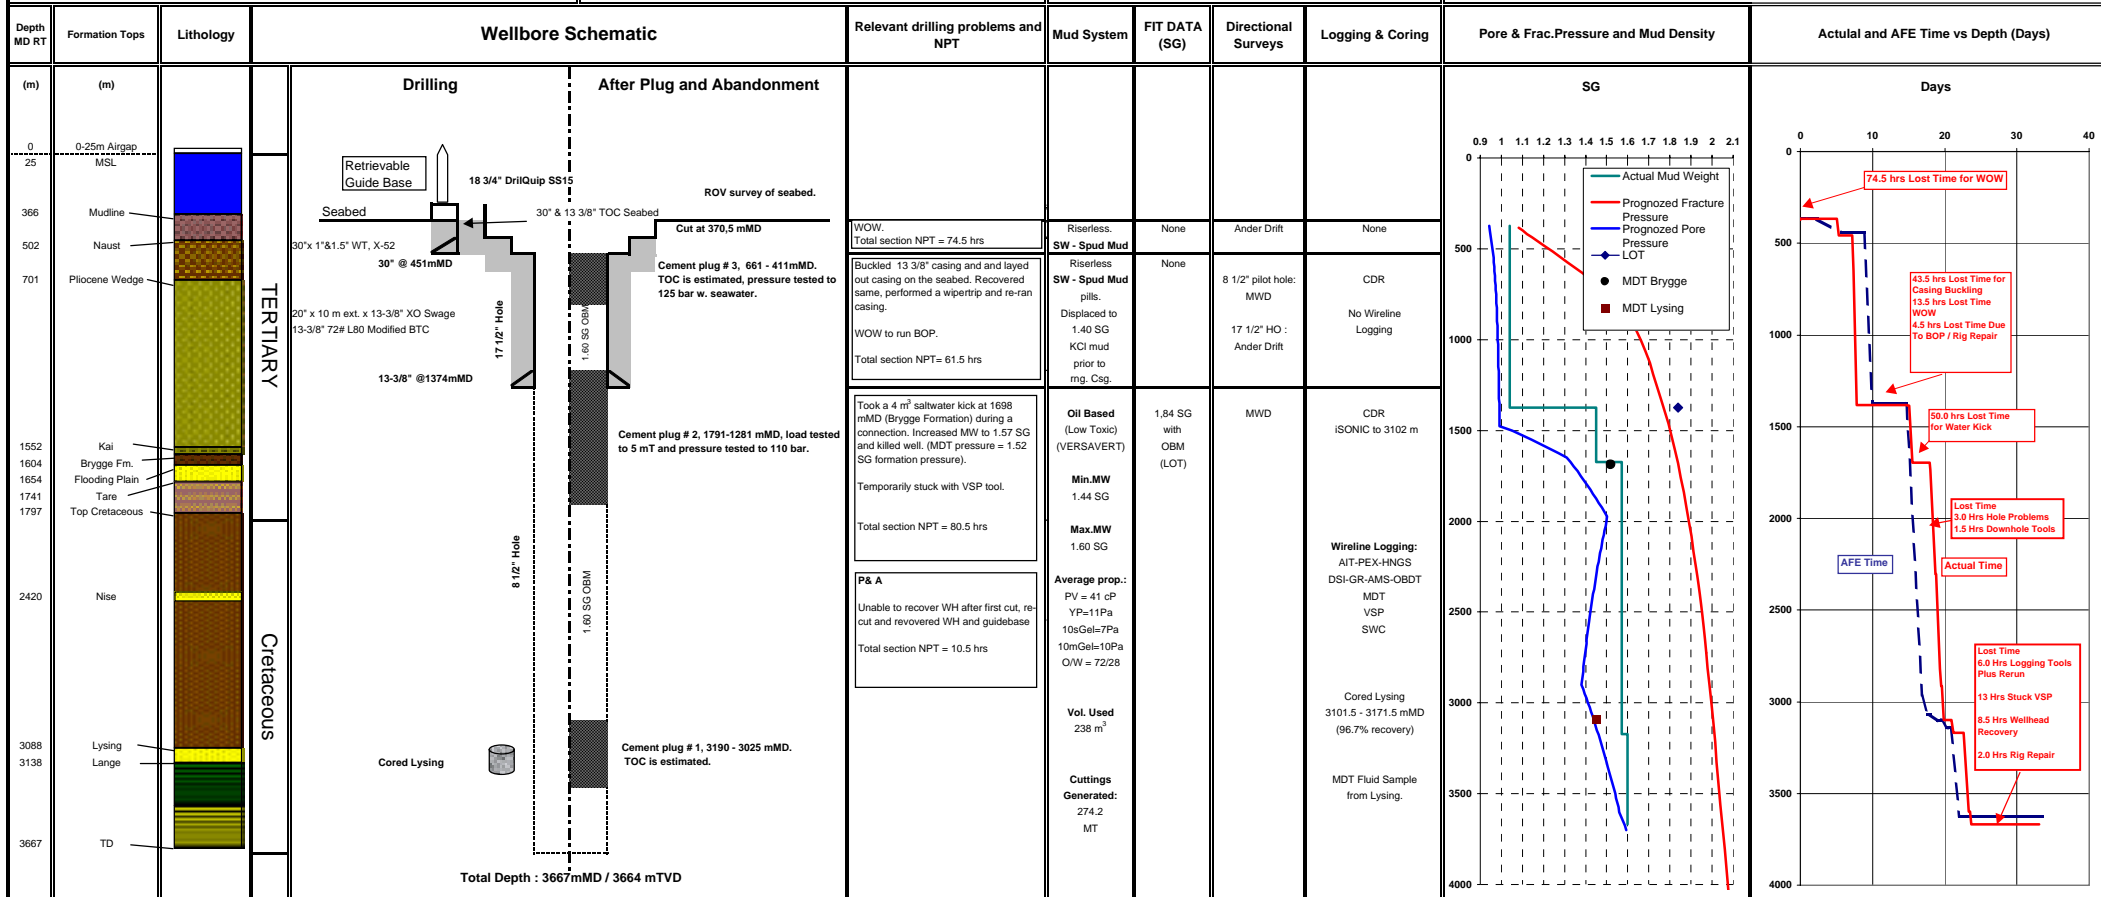 Depth
MD RT
Formation Tops
Lithology
Wellbore Schematic
Relevant drilling problems and
NPT
Mud System
FIT DATA
(SG)
Directional
Surveys
Logging & Coring
Pore & Frac.Pressure and Mud Density
Actulal and AFE Time vs Depth (Days)
(m)
(m)
0
0-25m Airgap
25
MSL
366
Mudline
502
Naust
701
Pliocene Wedge
1552
Kai
1604
Brygge Fm.
1654
Flooding Plain
1741
Tare
1797
Top Cretaceous
2420
Nise
3088
Lysing
3138
Lange
3667
TD
TERTIARY
Cretaceous
Drilling
After Plug and Abandonment
Retrievable
Guide Base
18 3/4" DrilQuip SS15
ROV survey of seabed.
Seabed
30" & 13 3/8" TOC Seabed
Cut at 370,5 mMD
30"x 1"&1.5" WT, X-52
30" @ 451mMD
Cement plug # 3, 661 - 411mMD.
TOC is estimated, pressure tested to
125 bar w. seawater.
20" x 10 m ext. x 13-3/8" XO Swage
13-3/8" 72# L80 Modified BTC
17 1/2" Hole
1.60 SG OBM
13-3/8" @1374mMD
Cement plug # 2, 1791-1281 mMD, load tested
to 5 mT and pressure tested to 110 bar.
8 1/2" Hole
1.60 SG OBM
Cored Lysing
Cement plug # 1, 3190 - 3025 mMD.
TOC is estimated.
Total Depth : 3667mMD / 3664 mTVD
WOW.
Total section NPT = 74.5 hrs
Buckled 13 3/8" casing and and layed
out casing on the seabed. Recovered
same, performed a wipertrip and re-ran
casing.
WOW to run BOP.
Total section NPT= 61.5 hrs
Took a 4 m3 saltwater kick at 1698
mMD (Brygge Formation) during a
connection. Increased MW to 1.57 SG
and killed well. (MDT pressure = 1.52
SG formation pressure).
Temporarily stuck with VSP tool.
Total section NPT = 80.5 hrs
P& A
Unable to recover WH after first cut, re-
cut and revovered WH and guidebase
Total section NPT = 10.5 hrs
Riserless.
SW - Spud Mud
Riserless
SW - Spud Mud
pills.
Displaced to
1.40 SG
KCl mud
prior to
rng. Csg.
Oil Based
(Low Toxic)
(VERSAVERT)
Min.MW
1.44 SG
Max.MW
1.60 SG
Average prop.:
PV = 41 cP
YP=11Pa
10sGel=7Pa
10mGel=10Pa
O/W = 72/28
Vol. Used
238 m3
Cuttings
Generated:
274.2
MT
None
None
1,84 SG
with
OBM
(LOT)
Ander Drift
8 1/2" pilot hole:
MWD
17 1/2" HO :
Ander Drift
MWD
None
CDR
No Wireline
Logging
CDR
iSONIC to 3102 m
Wireline Logging:
AIT-PEX-HNGS
DSI-GR-AMS-OBDT
MDT
VSP
SWC
Cored Lysing
3101.5 - 3171.5 mMD
(96.7% recovery)
MDT Fluid Sample
from Lysing.
SG
0.9 1 1.1 1.2 1.3 1.4 1.5 1.6 1.7 1.8 1.9 2 2.1
0
500
1000
1500
2000
2500
3000
3500
4000
Actual Mud Weight
Prognozed Fracture
Pressure
Prognozed Pore
Pressure
LOT
MDT Brygge
MDT Lysing
Days
0 10 20 30 40
0
500
1000
1500
2000
2500
3000
3500
4000
74.5 hrs Lost Time for WOW
43.5 hrs Lost Time for
Casing Buckling
13.5 hrs Lost Time
WOW
4.5 hrs Lost Time Due
To BOP / Rig Repair
50.0 hrs Lost Time
for Water Kick
Lost Time
3.0 Hrs Hole Problems
1.5 Hrs Downhole Tools
AFE Time
Actual Time
Lost Time
6.0 Hrs Logging Tools
Plus Rerun
13 Hrs Stuck VSP
8.5 Hrs Wellhead
Recovery
2.0 Hrs Rig Repair